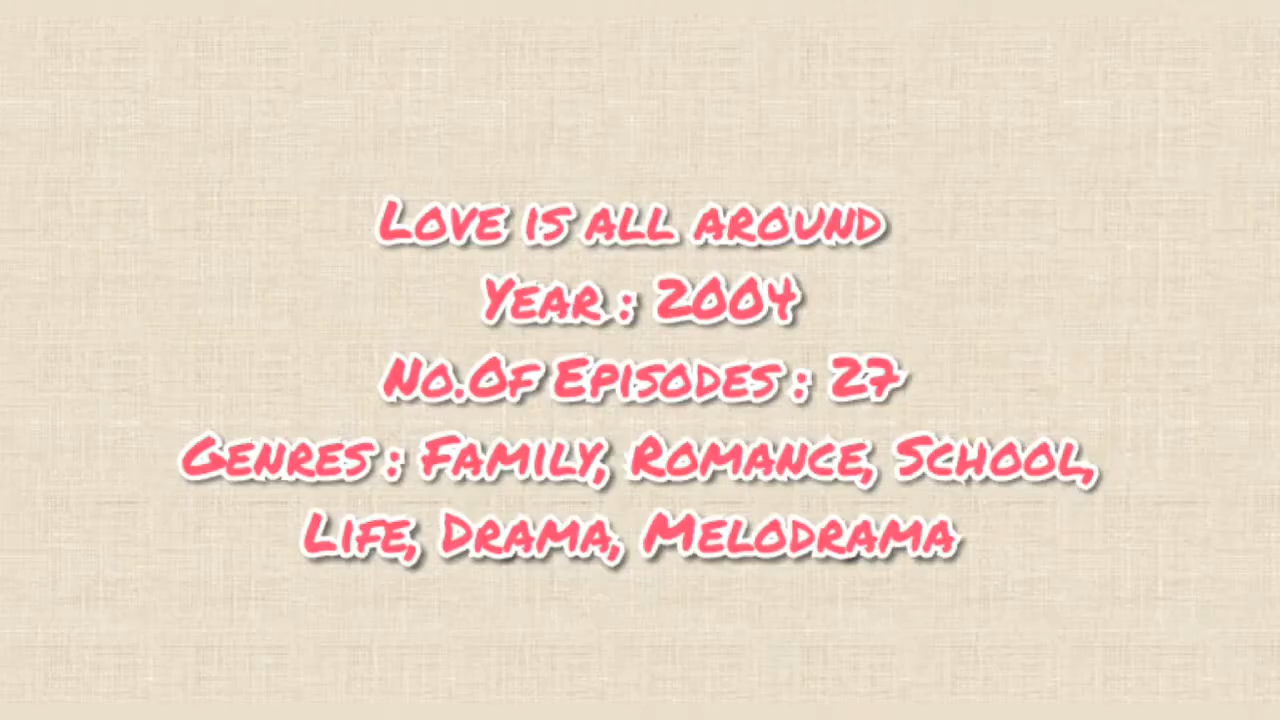 Love is all around
Year : 2004
No.Of Episodes : 27
Genres : Family, Romance, School,
Life, Drama, Melodrama